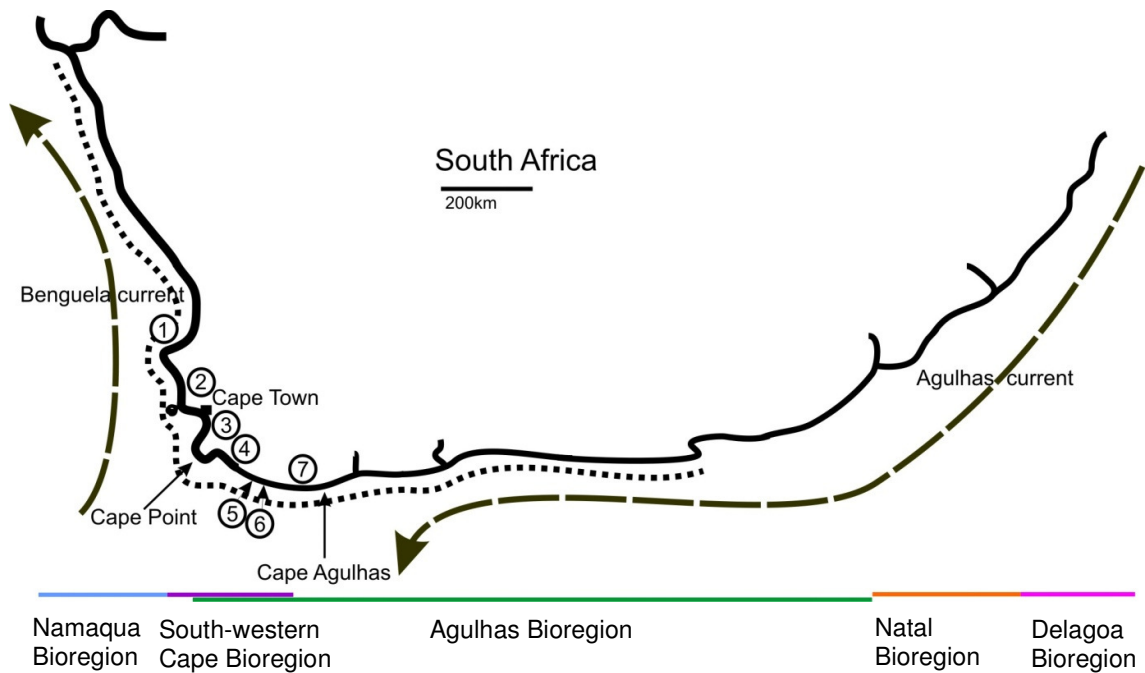 South Africa
200km
Benguela current
1
2
Cape Town
3
4
7
Agulhas current
Cape Point
5
6
Cape Agulhas
Namaqua
Bioregion
South-western
Cape Bioregion
Agulhas Bioregion
Natal
Bioregion
Delagoa
Bioregion